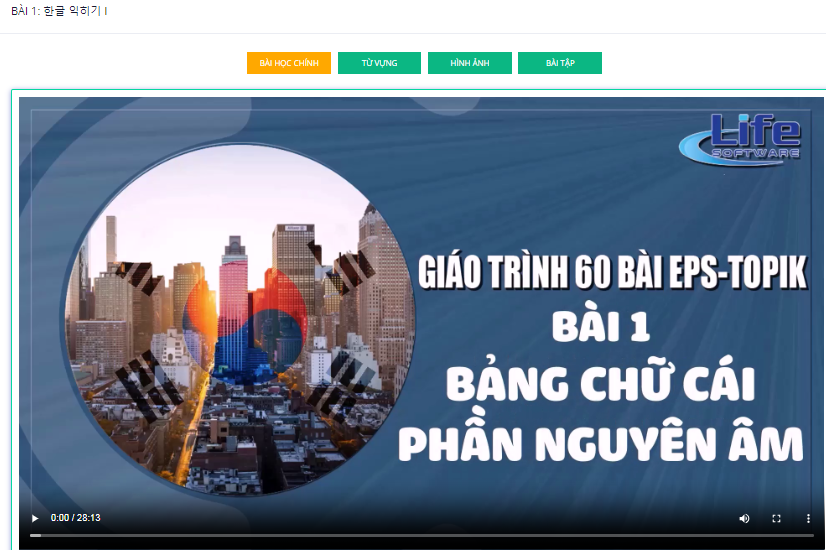 BÀI 1: 한글 익히기 I
BÀI HỌC CHÍNH
TỪ VỰNG
HÌNH ẢNH
BÀI TẬP
Life
SOFTWARE
GIÁO TRÌNH 60 BÀI EPS-TOPIK
BÀI 1
BẢNG CHỮ CÁI
PHẦN NGUYÊN ÂM
0:00 / 28:13